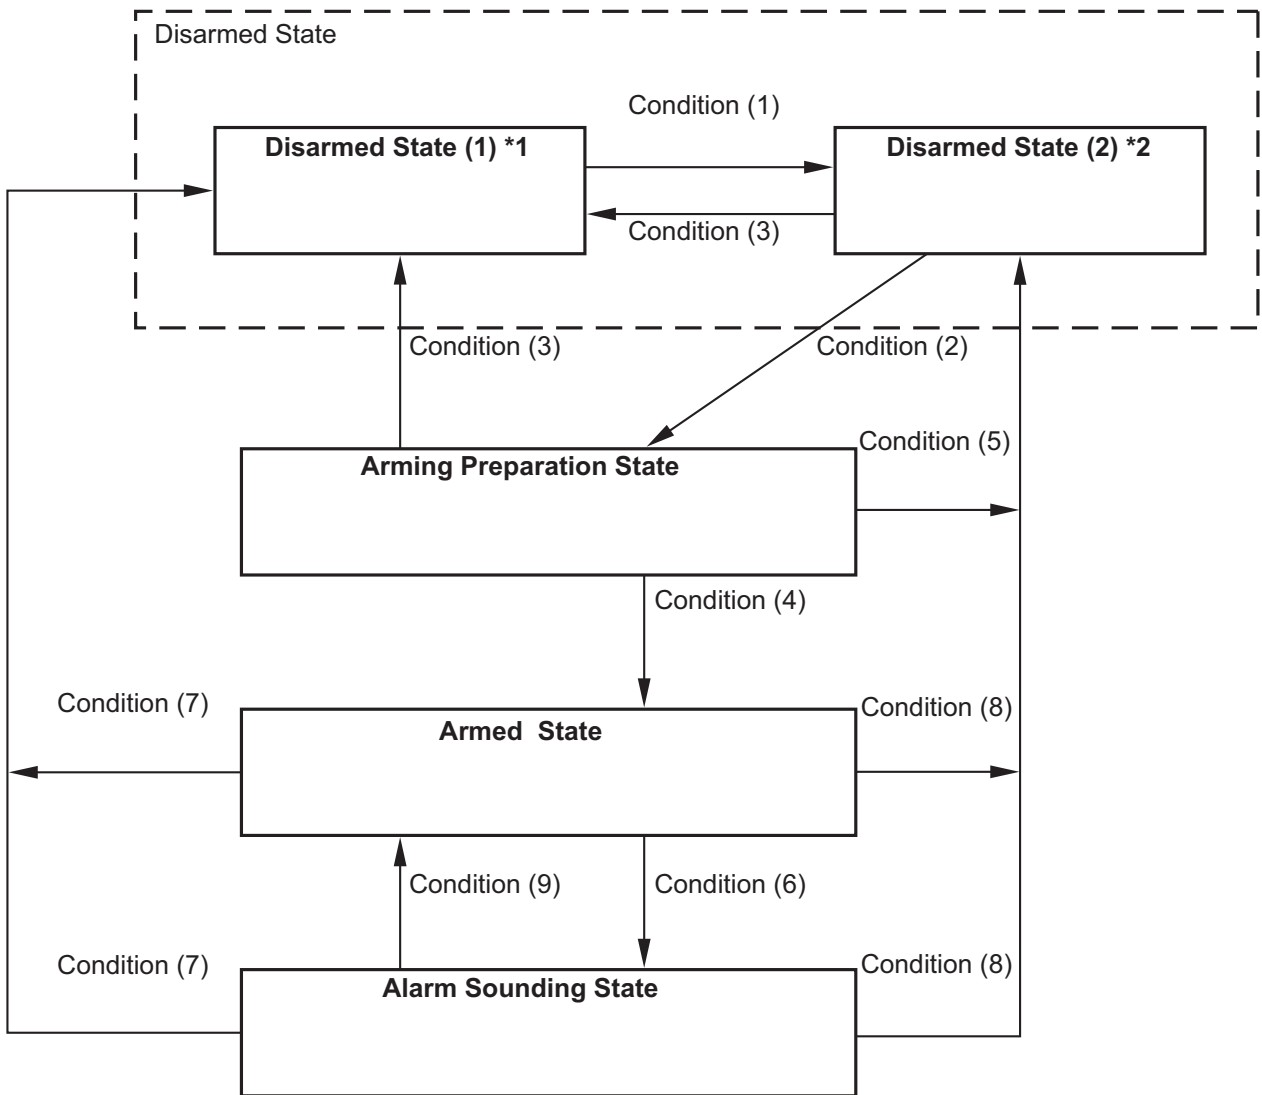 Disarmed State
Condition (1)
Disarmed State (1) *1
Disarmed State (2) *2
Condition (3)
Condition (3)
Condition (2)
Condition (5)
Arming Preparation State
Condition (4)
Condition (7)
Condition (8)
Armed  State
Condition (9)
Condition (6)
Condition (7)
Condition (8)
Alarm Sounding State